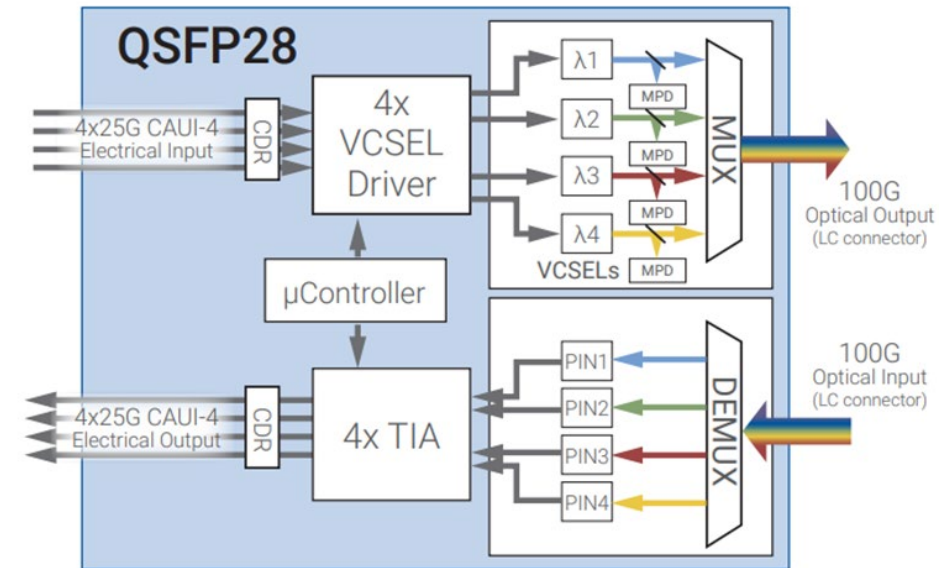 QSFP28
4x25G CAUI-4
Electrical Input
CDR
4x
VCSEL
Driver
λ1
MPD
λ2
MPD
λ3
MPD
λ4
VCSELs
MPD
MUX
100G
Optical Output
(LC connector)
μController
4x25G CAUI-4
Electrical Output
CDR
4x TIA
PIN1
PIN2
PIN3
PIN4
DEMUX
100G
Optical Input
(LC connector)